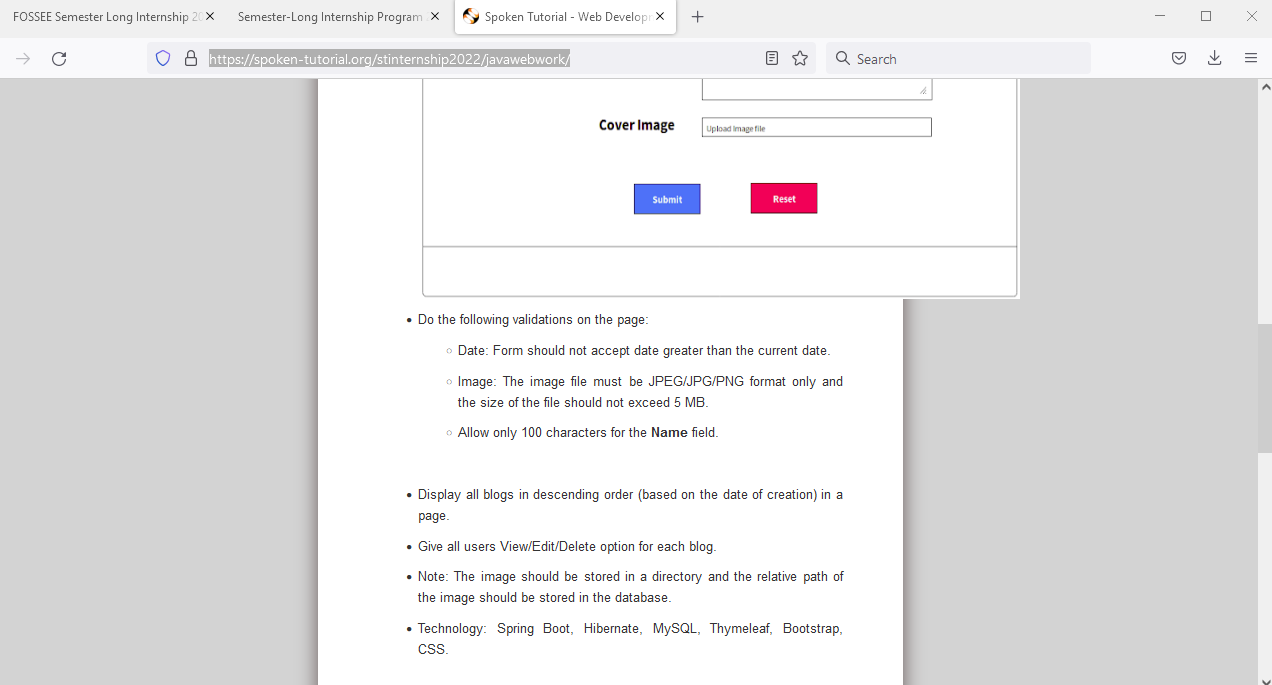 FOSSEE Semester Long Internship 20
Semester-Long Internship Program
Spoken Tutorial - Web Develop
https://spoken-tutorial.org/stinternship2022/javawebwork/
Search
Cover Image
Upload Image file
Submit
Reset
Do the following validations on the page:
Date: Form should not accept date greater than the current date.
Image: The image file must be JPEG/JPG/PNG format only and
the size of the file should not exceed 5 MB.
Allow only 100 characters for the Name field.
Display all blogs in descending order (based on the date of creation) in a
page.
Give all users View/Edit/Delete option for each blog.
Note: The image should be stored in a directory and the relative path of
the image should be stored in the database.
Technology: Spring Boot, Hibernate, MySQL, Thymeleaf, Bootstrap,
CSS.